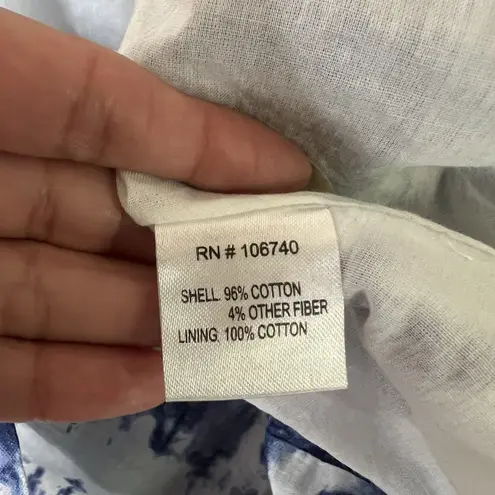 RN # 106740
SHELL. 96% COTTON
4% OTHER FIBER
LINING. 100% COTTON